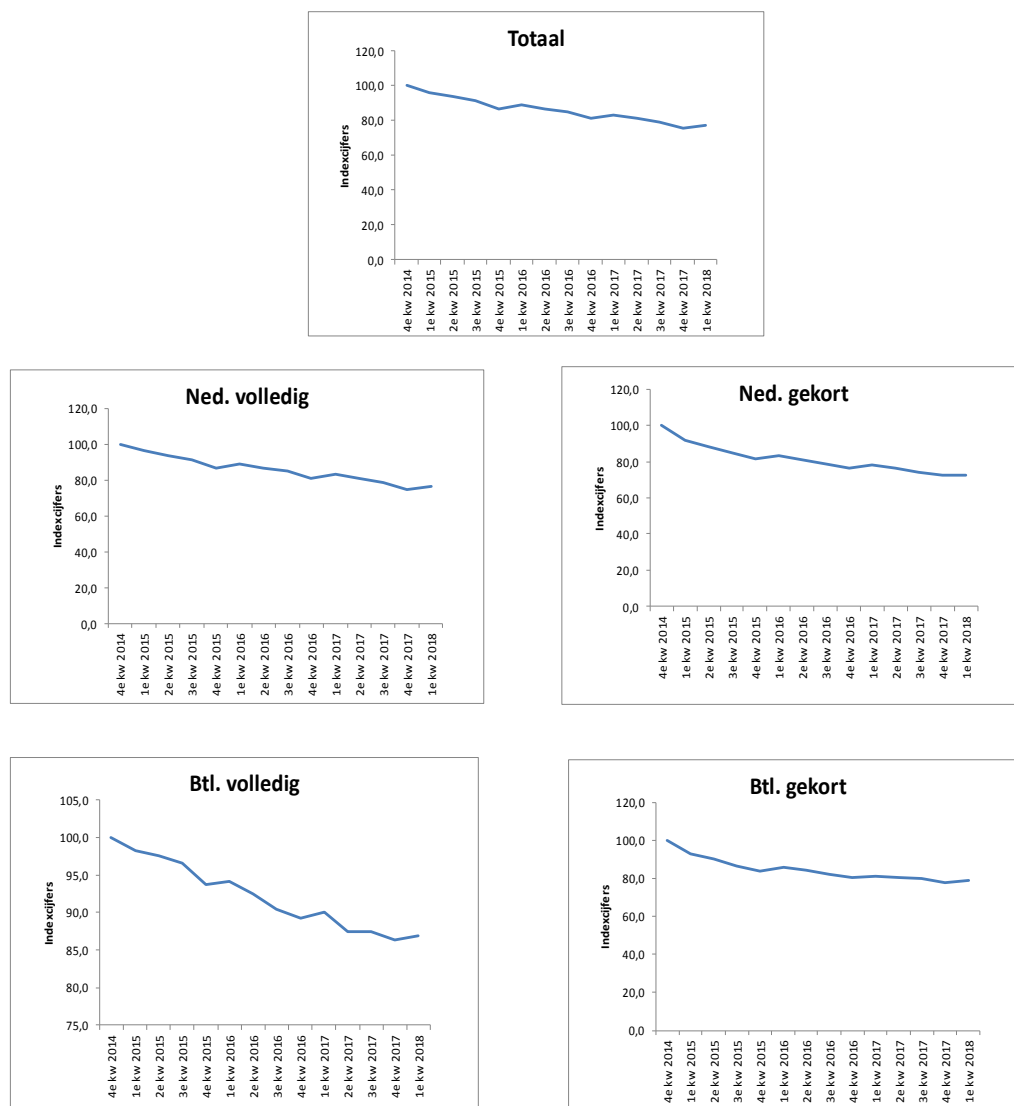 Totaal
Indexcijfers
120,0
100,0
80,0
60,0
40,0
20,0
0,0
4e kw 2014
1e kw 2015
2e kw 2015
3e kw 2015
4e kw 2015
1e kw 2016
2e kw 2016
3e kw 2016
4e kw 2016
1e kw 2017
2e kw 2017
3e kw 2017
4e kw 2017
1e kw 2018
Ned. volledig
Indexcijfers
120,0
100,0
80,0
60,0
40,0
20,0
0,0
4e kw 2014
1e kw 2015
2e kw 2015
3e kw 2015
4e kw 2015
1e kw 2016
2e kw 2016
3e kw 2016
4e kw 2016
1e kw 2017
2e kw 2017
3e kw 2017
4e kw 2017
1e kw 2018
Ned. gekort
Indexcijfers
120,0
100,0
80,0
60,0
40,0
20,0
0,0
4e kw 2014
1e kw 2015
2e kw 2015
3e kw 2015
4e kw 2015
1e kw 2016
2e kw 2016
3e kw 2016
4e kw 2016
1e kw 2017
2e kw 2017
3e kw 2017
4e kw 2017
1e kw 2018
Btl. volledig
Indexcijfers
105,0
100,0
95,0
90,0
85,0
80,0
75,0
4e kw 2014
1e kw 2015
2e kw 2015
3e kw 2015
4e kw 2015
1e kw 2016
2e kw 2016
3e kw 2016
4e kw 2016
1e kw 2017
2e kw 2017
3e kw 2017
4e kw 2017
1e kw 2018
Btl. gekort
Indexcijfers
120,0
100,0
80,0
60,0
40,0
20,0
0,0
4e kw 2014
1e kw 2015
2e kw 2015
3e kw 2015
4e kw 2015
1e kw 2016
2e kw 2016
3e kw 2016
4e kw 2016
1e kw 2017
2e kw 2017
3e kw 2017
4e kw 2017
1e kw 2018